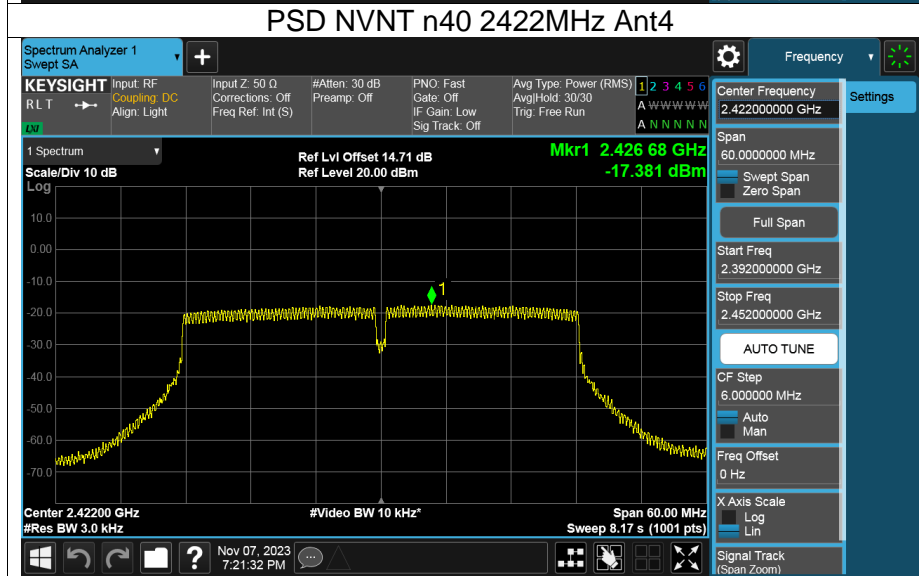 PSD NVNT n40 2422MHz Ant4
Spectrum Analyzer 1
Swept SA
+
Frequency
KEYSIGHT
R L T
LXI
Input: RF
Coupling: DC
Align: Light
Input Z: 50 Ω
Corrections: Off
Freq Ref: Int (S)
#Atten: 30 dB
Preamp: Off
PNO: Fast
Gate: Off
IF Gain: Low
Sig Track: Off
Avg Type: Power (RMS)
Avg|Hold: 30/30
Trig: Free Run
1 2 3 4 5 6
A W W W W W
A N N N N N
Center Frequency
2.422000000 GHz
Settings
Span
60.0000000 MHz
Swept Span
Zero Span
Full Span
Start Freq
2.392000000 GHz
Stop Freq
2.452000000 GHz
AUTO TUNE
CF Step
6.000000 MHz
Auto
Man
Freq Offset
0 Hz
X Axis Scale
Log
Lin
Signal Track
(Span Zoom)
1 Spectrum
Scale/Div 10 dB
Log
Ref Lvl Offset 14.71 dB
Ref Level 20.00 dBm
Mkr1 2.426 68 GHz
-17.381 dBm
10.0
0.00
-10.0
1
-20.0
-30.0
-40.0
-50.0
-60.0
-70.0
Center 2.42200 GHz
#Res BW 3.0 kHz
#Video BW 10 kHz*
Span 60.00 MHz
Sweep 8.17 s (1001 pts)
?
Nov 07, 2023
7:21:32 PM